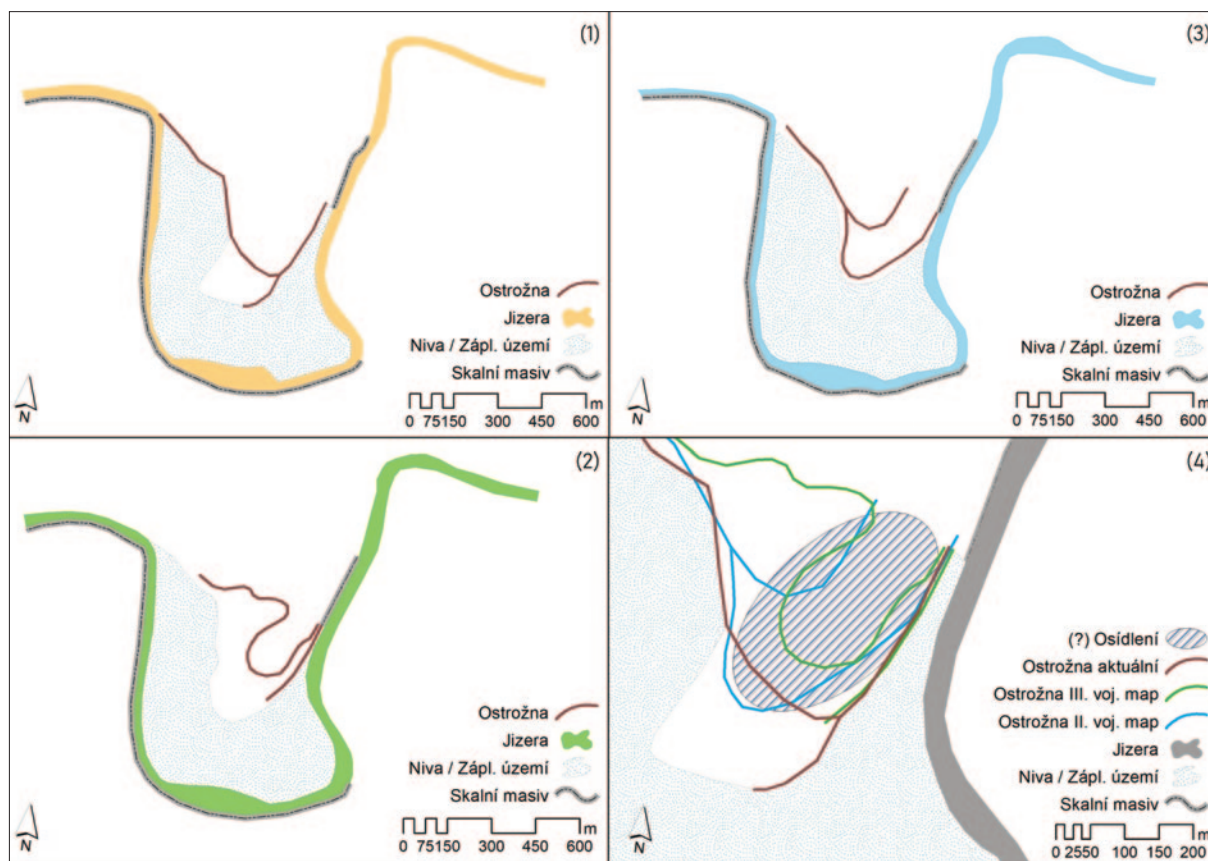 (1)
Ostrožna
Jizera
Niva / Zápl. území
Skalní masiv
N
m
0 75150 300 450 600
(3)
Ostrožna
Jizera
Niva / Zápl. území
Skalní masiv
N
m
0 75150 300 450 600
(2)
Ostrožna
Jizera
Niva / Zápl. území
Skalní masiv
N
m
0 75150 300 450 600
(4)
(?) Osídlení
Ostrožna aktuální
Ostrožna III. voj. map
Ostrožna II. voj. map
Jizera
Niva / Zápl. území
Skalní masiv
N
m
0 2550 100 150 200